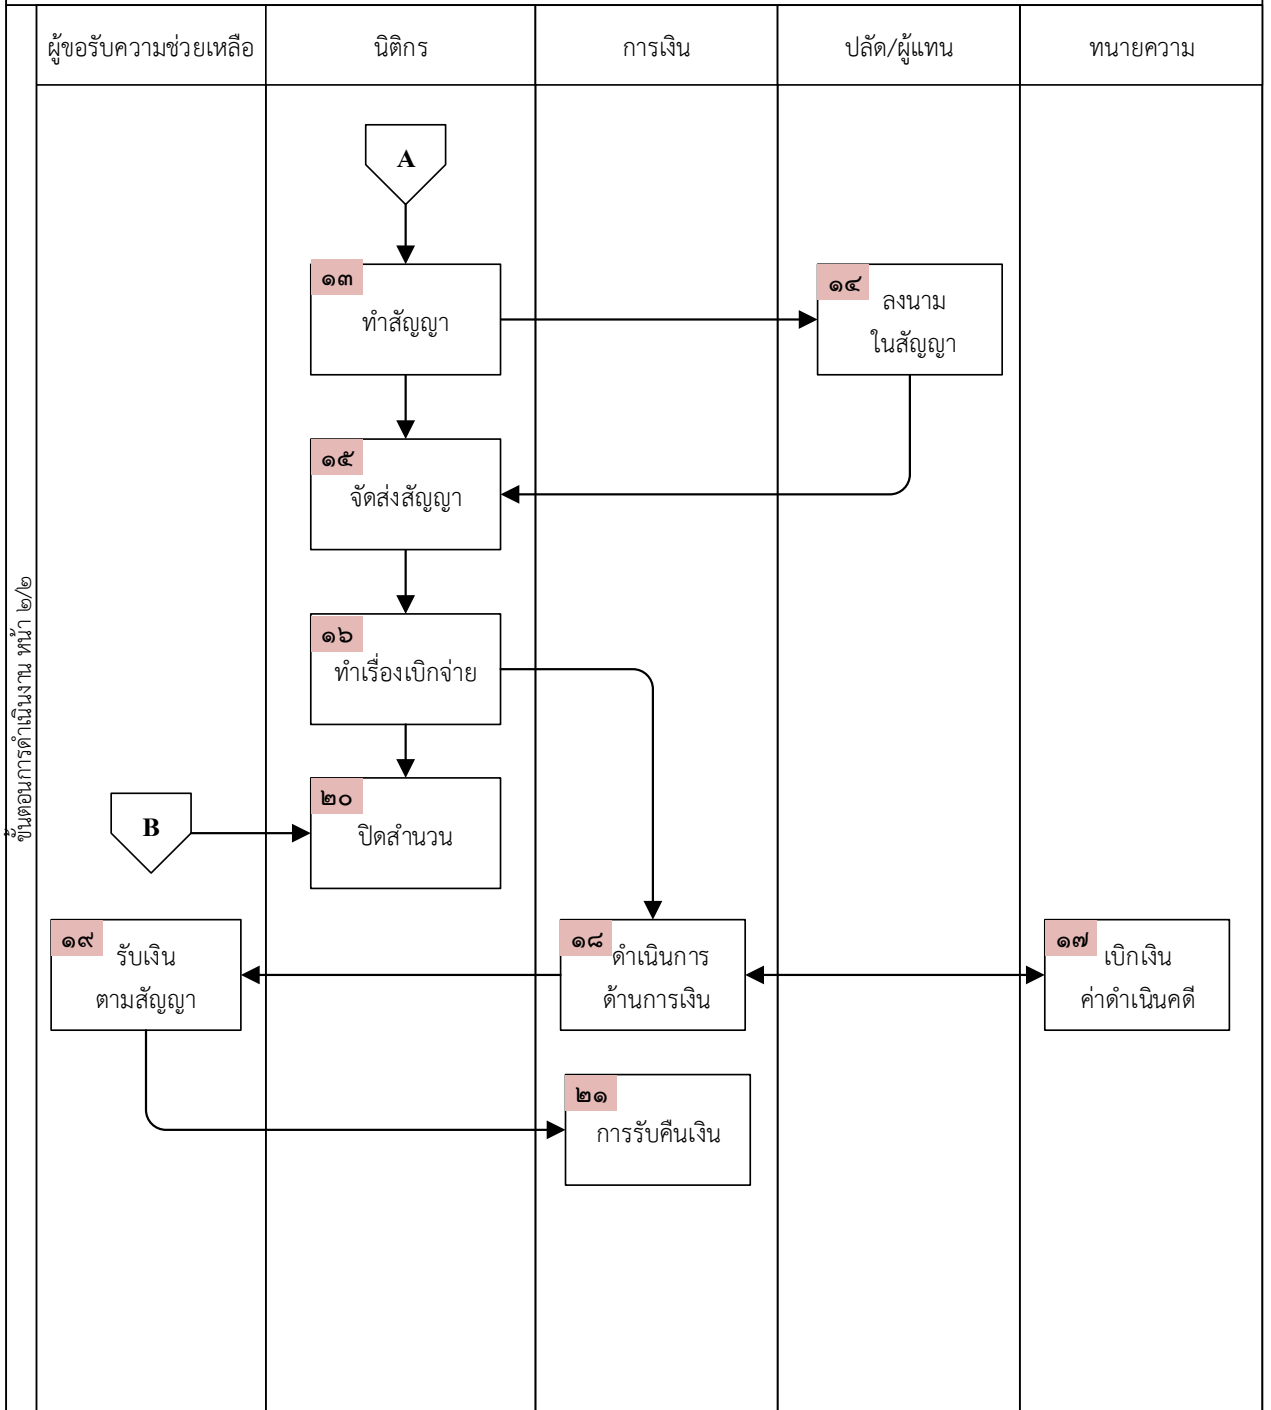 ผู้ขอรับความช่วยเหลือ
นิติกร
การเงิน
ปลัด/ผู้แทน
ทนายความ
ขั้นตอนการดำเนินงาน หน้า ๒/๒
A
๑๓
ทำสัญญา
๑๔
ลงนาม
ในสัญญา
๑๕
จัดส่งสัญญา
๑๖
ทำเรื่องเบิกจ่าย
๒๐
ปิดสำนวน
B
๑๙
รับเงิน
ตามสัญญา
๑๘
ดำเนินการ
ด้านการเงิน
๑๗
เบิกเงิน
ค่าดำเนินคดี
๒๑
การรับคืนเงิน